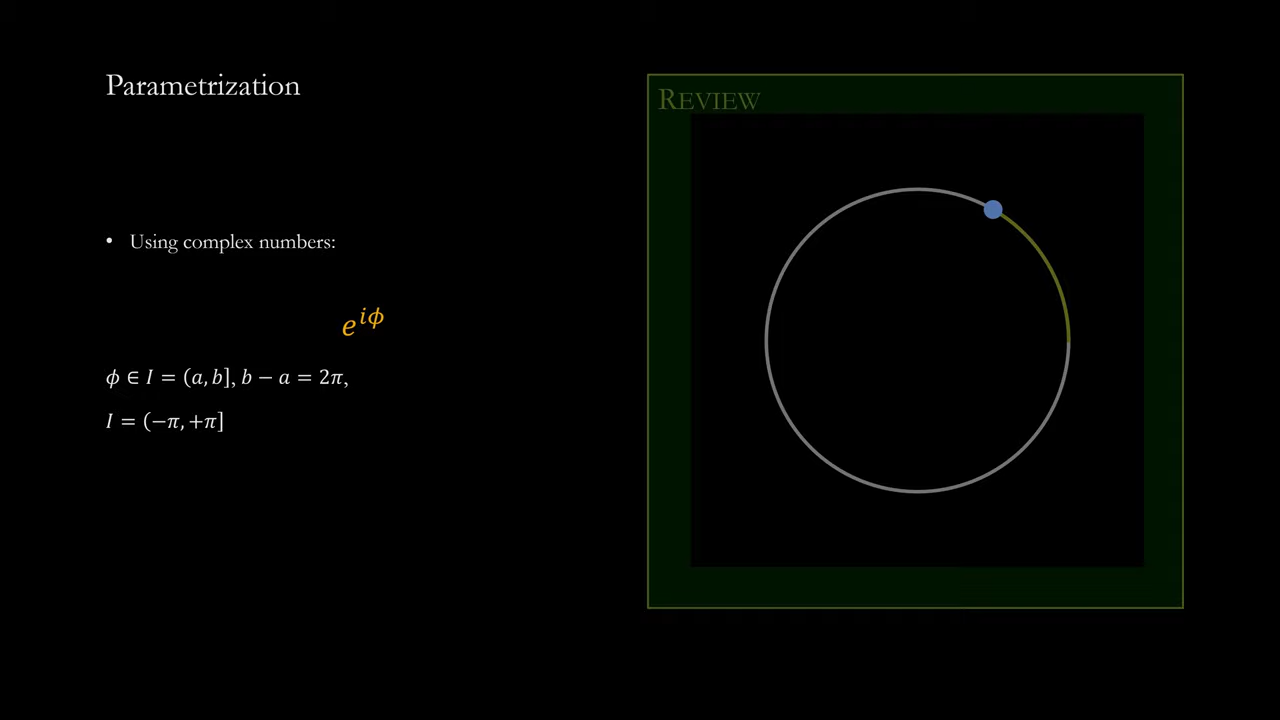 Parametrization
REVIEW
• Using complex numbers:
e^{iϕ}
ϕ ∈ I = (a, b], b − a = 2π,
I = (−π, +π]